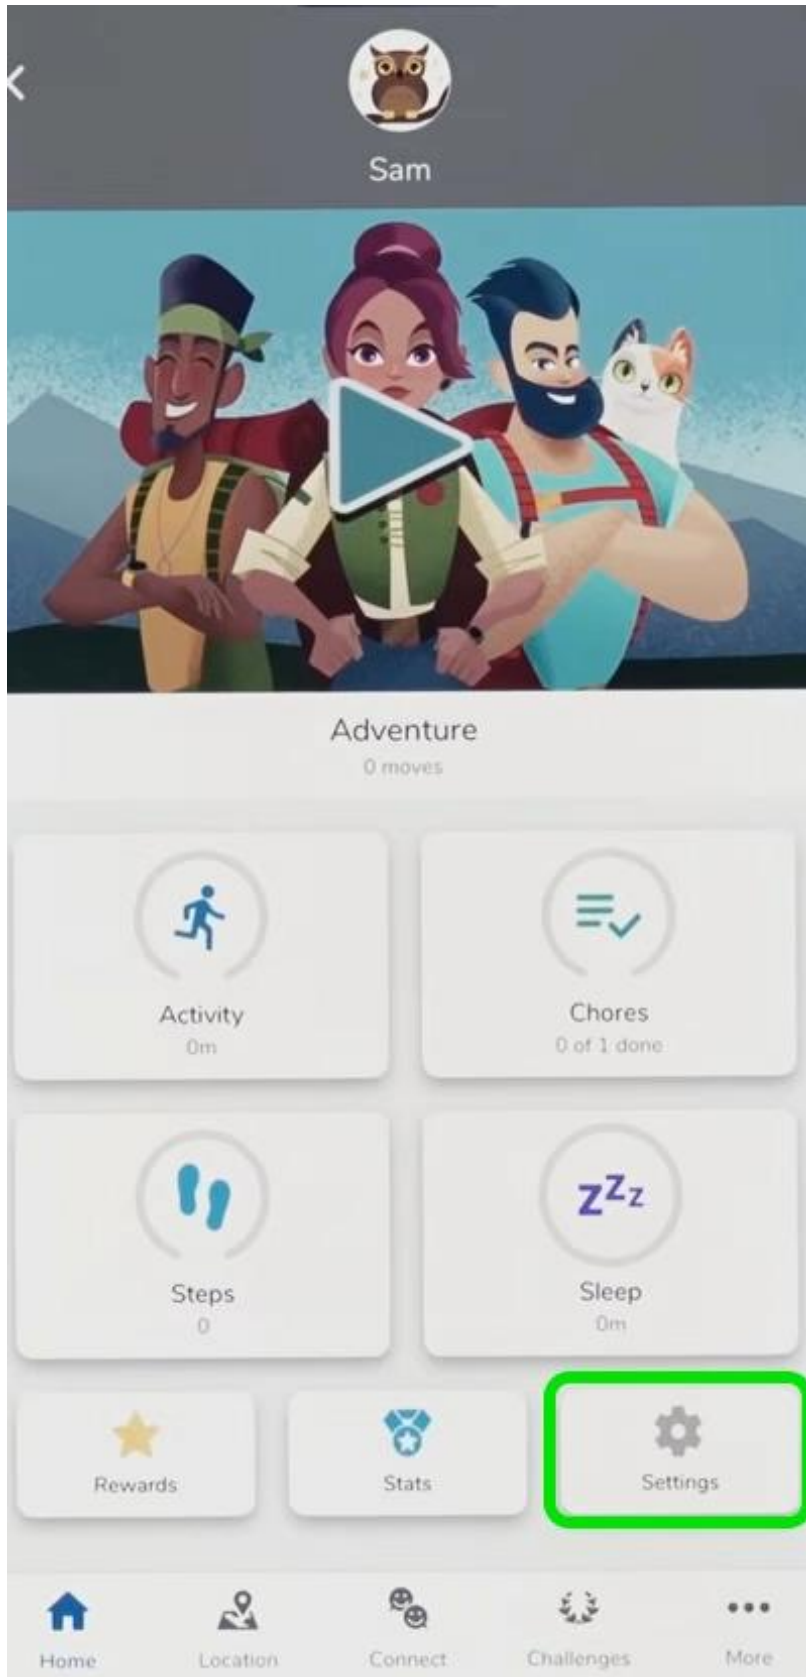 Sam
Adventure
0 moves
Activity
0m
Chores
0 of 1 done
Steps
0
zzz
Sleep
0m
Rewards
Stats
Settings
Home
Location
Connect
Challenges
More